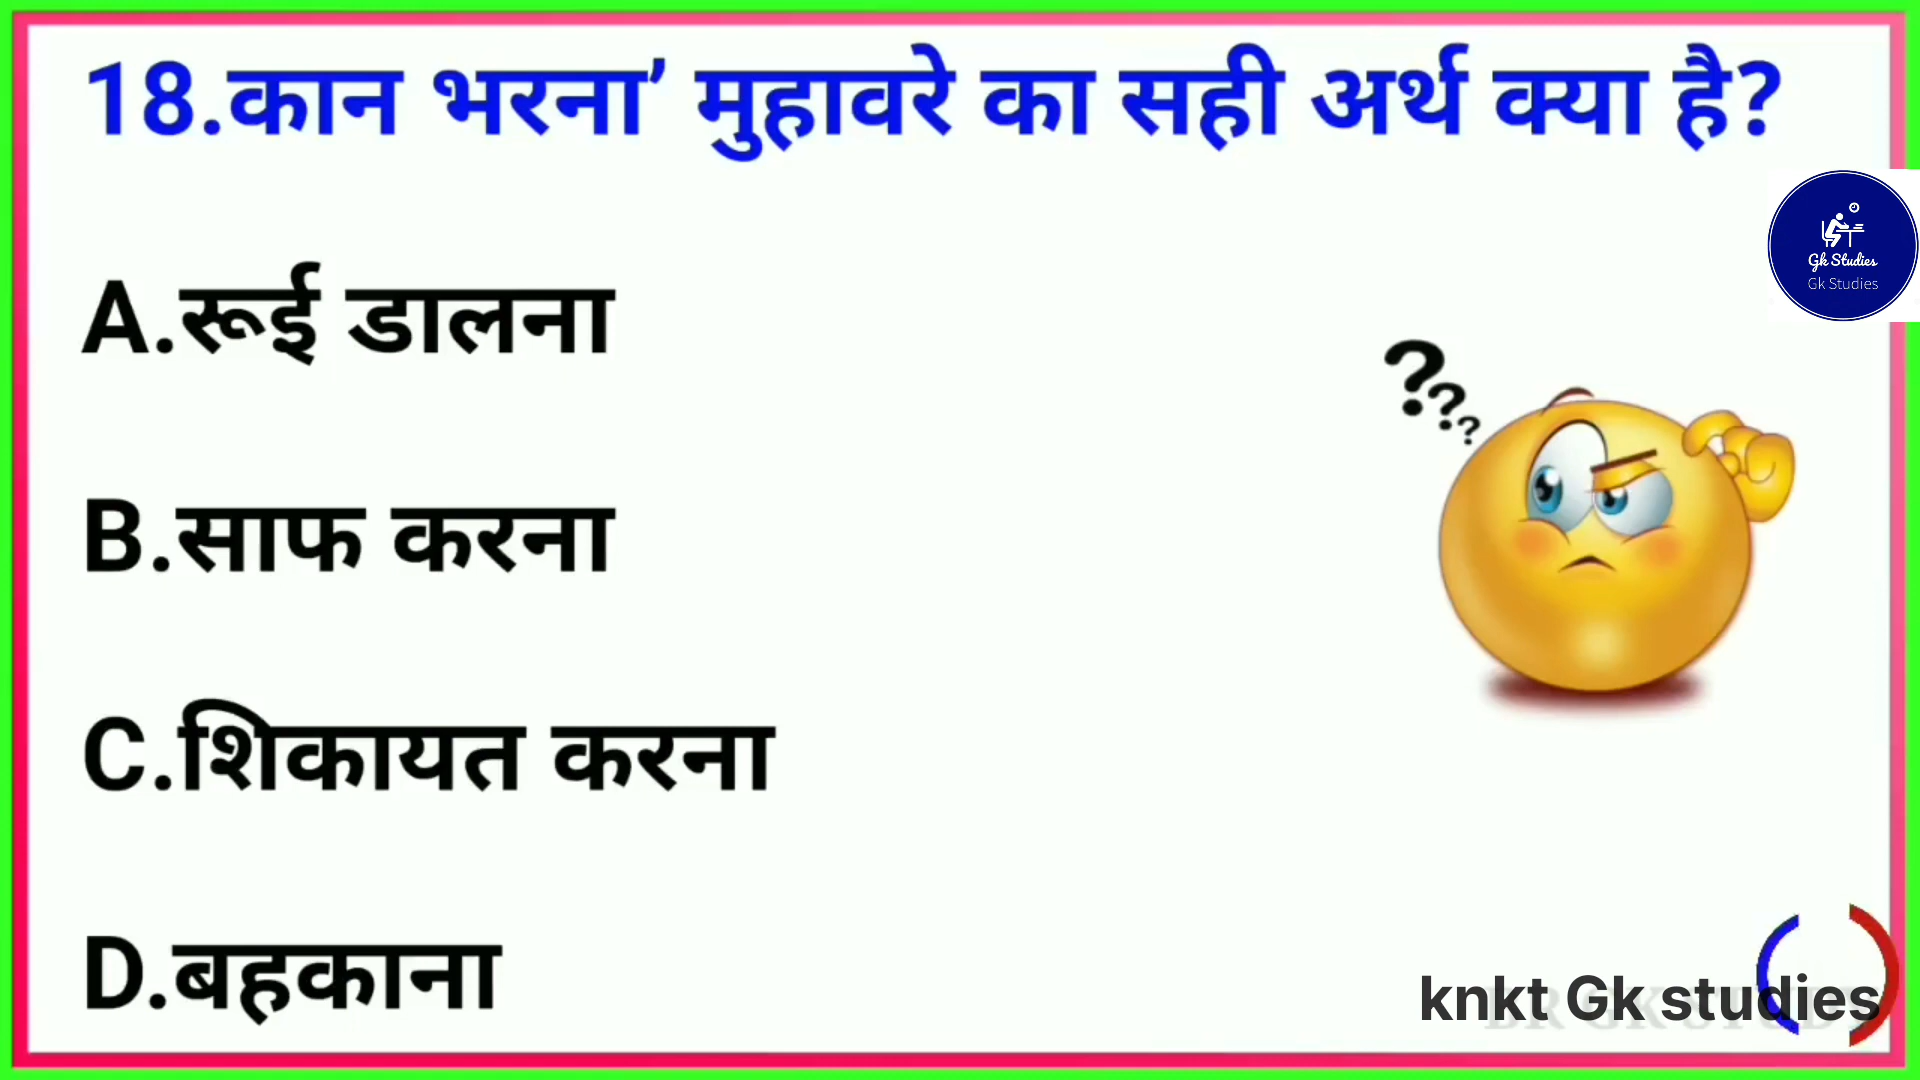 18.कान भरना’ मुहावरे का सही अर्थ क्या है?
Gk Studies
Gk Studies
A.रूई डालना
???
B.साफ करना
C.शिकायत करना
D.बहकाना
knkt Gk studies